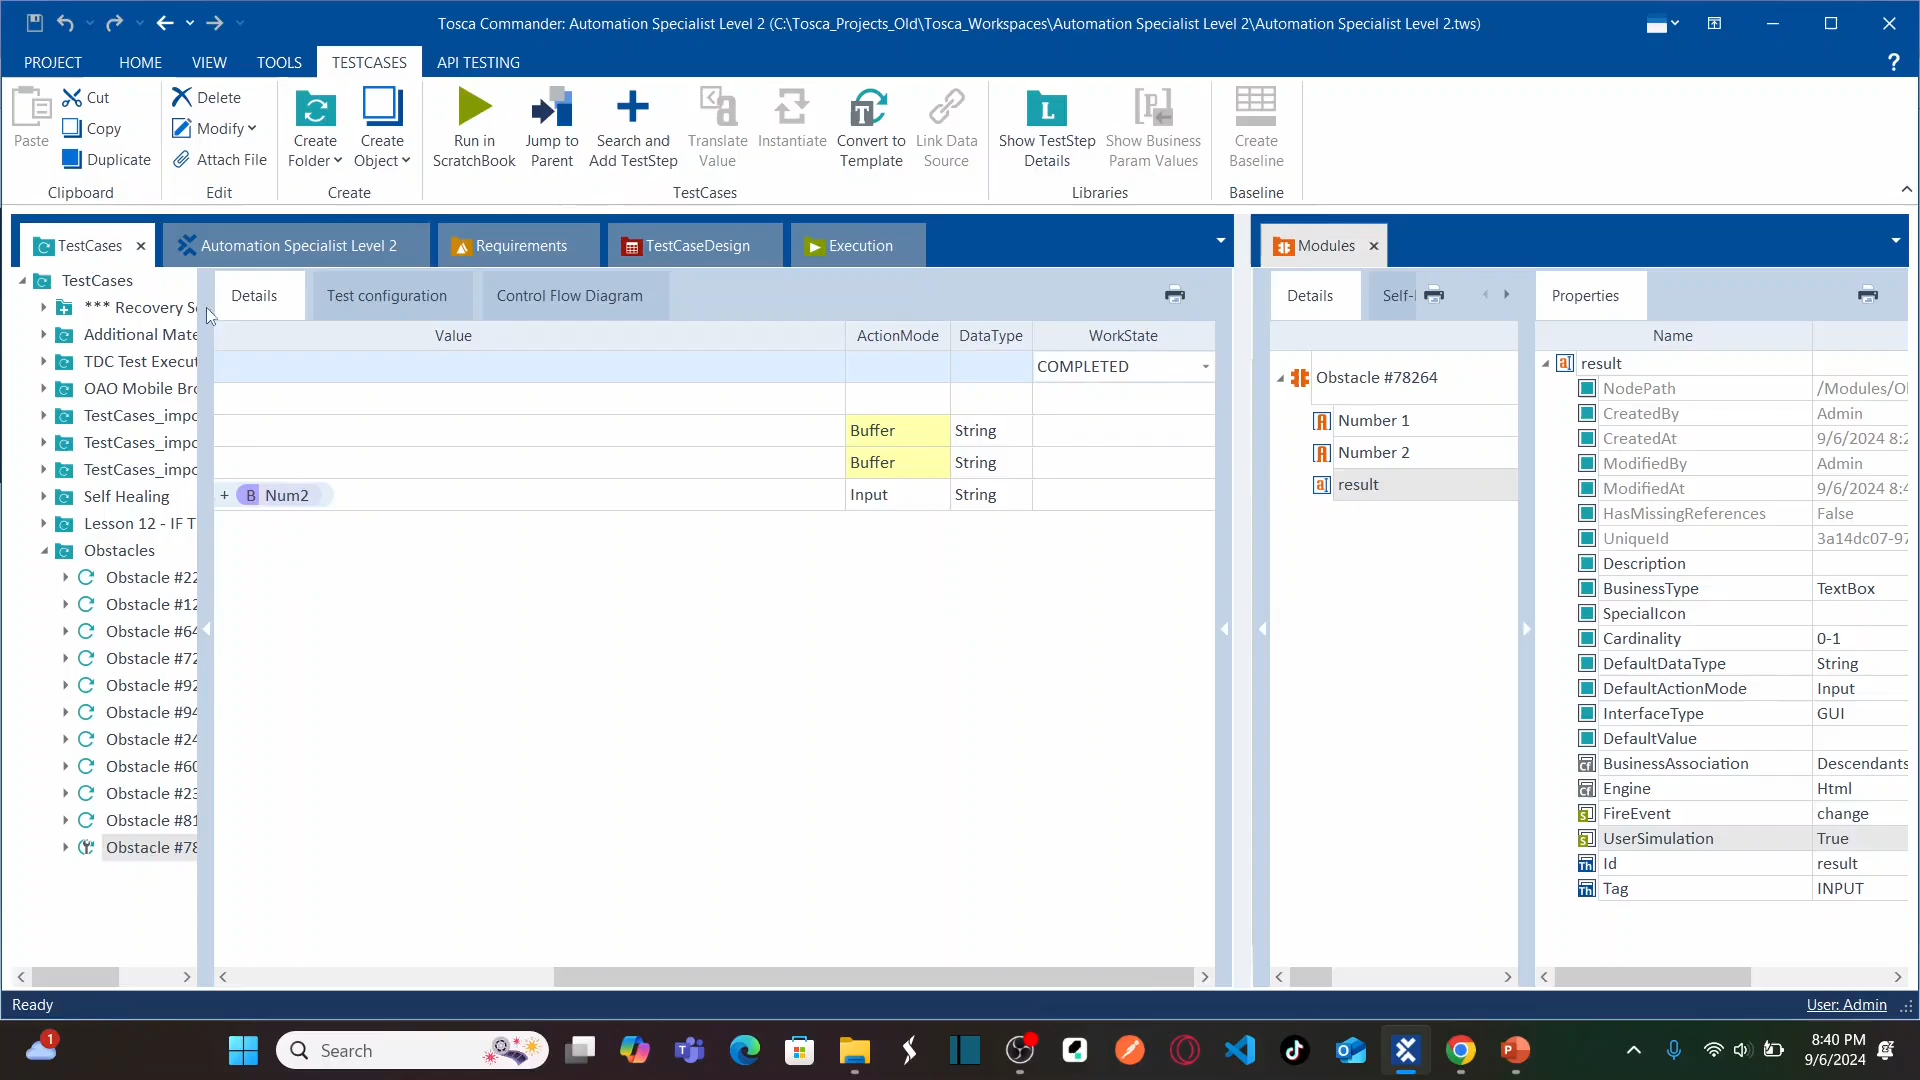 Tosca Commander: Automation Specialist Level 2 (C:\Tosca_Projects_Old\Tosca_Workspaces\Automation Specialist Level 2\Automation Specialist Level 2.tws)
PROJECT HOME VIEW TOOLS TESTCASES API TESTING ?
Paste
Cut
Copy
Duplicate
Clipboard
Delete
Modify
Attach File
Edit
Create Folder
Create Object
Create
Run in ScratchBook
Jump to Parent
Search and Add TestStep
Translate Value
Instantiate
Convert to Template
Link Data Source
TestCases
Show TestStep Details
Show Business Param Values
Libraries
Create Baseline
Baseline
TestCases
Automation Specialist Level 2
Requirements
TestCaseDesign
Execution
Modules
TestCases
*** Recovery S
Additional Mate
TDC Test Execut
OAO Mobile Bro
TestCases_impo
TestCases_impo
TestCases_impo
Self Healing
Lesson 12 - IF T
Obstacles
Obstacle #22
Obstacle #12
Obstacle #64
Obstacle #72
Obstacle #92
Obstacle #94
Obstacle #24
Obstacle #60
Obstacle #23
Obstacle #81
Obstacle #78
Details Test configuration Control Flow Diagram
Value ActionMode DataType WorkState
COMPLETED
Buffer String
Buffer String
+ B Num2 Input String
Details Self-
Obstacle #78264
Number 1
Number 2
result
Properties
Name
result
NodePath /Modules/Ol
CreatedBy Admin
CreatedAt 9/6/2024 8:2
ModifiedBy Admin
ModifiedAt 9/6/2024 8:4
HasMissingReferences False
UniqueId 3a14dc07-97
Description
BusinessType TextBox
SpecialIcon
Cardinality 0-1
DefaultDataType String
DefaultActionMode Input
InterfaceType GUI
DefaultValue
BusinessAssociation Descendants
Engine Html
FireEvent change
UserSimulation True
Id result
Tag INPUT
Ready
User: Admin
1
Search
8:40 PM
9/6/2024